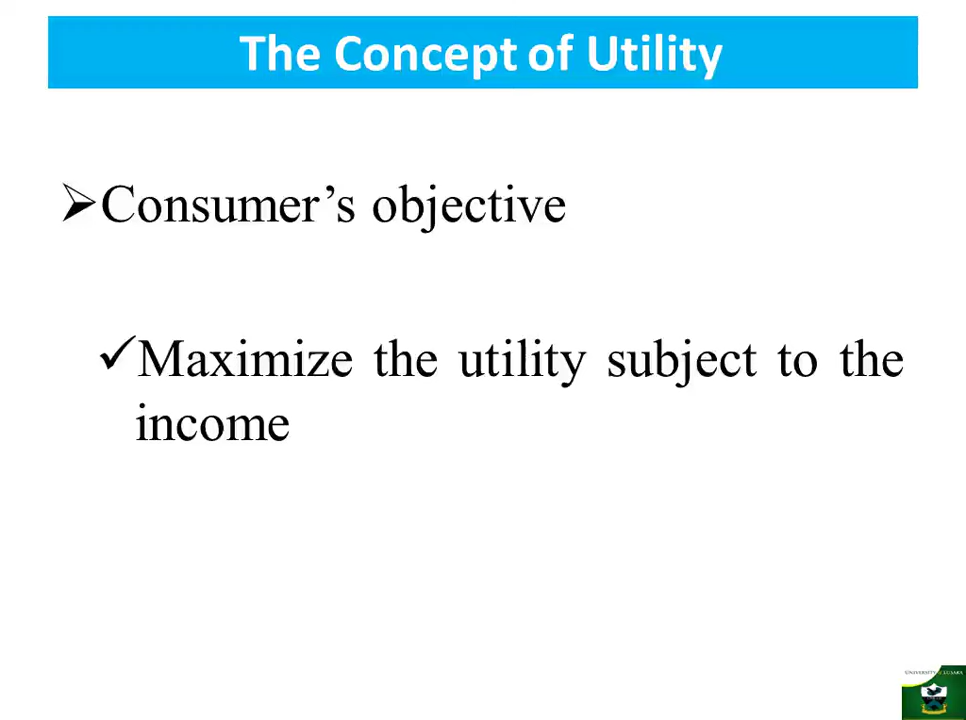 The Concept of Utility
➢Consumer’s objective
✓Maximize the utility subject to the
income